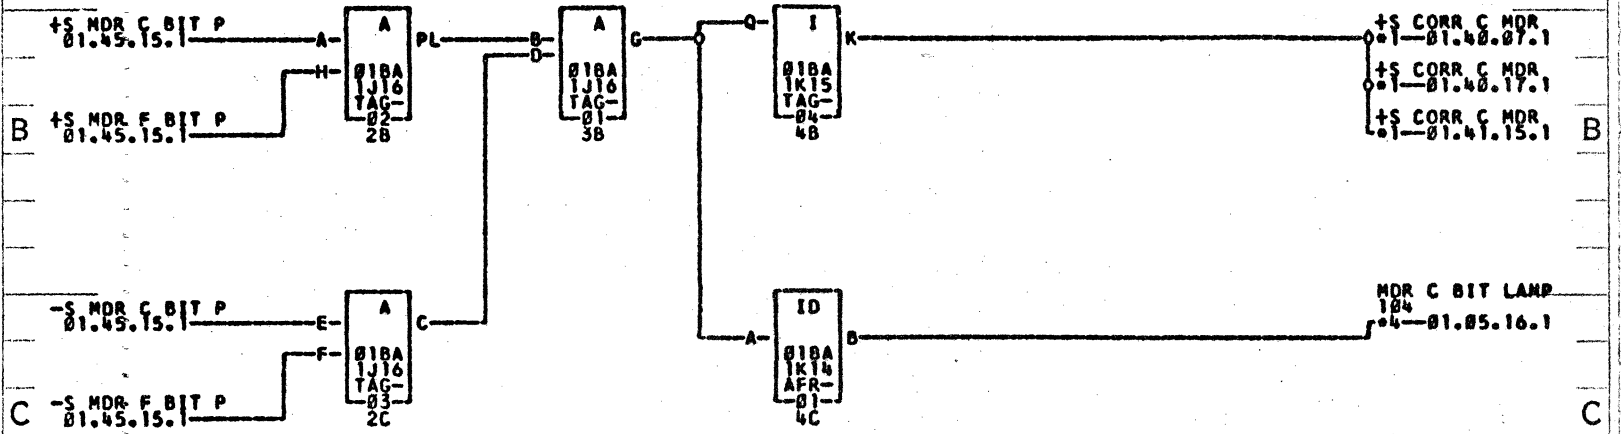 +S MDR C BIT P
01.45.15.1
A
A
01BA
1J16
TAG-
02
2B
PL
H
+S MDR F BIT P
01.45.15.1
B
D
A
01BA
1J16
TAG-
01
3B
G
Q
I
01BA
1K15
TAG-
04
4B
K
+S CORR C MDR
*1 01.40.07.1
+S CORR C MDR
*1 01.40.17.1
+S CORR C MDR
*1 01.41.15.1
B
B
-S MDR C BIT P
01.45.15.1
E
A
01BA
1J16
TAG-
03
2C
C
F
-S MDR F BIT P
01.45.15.1
A
ID
01BA
1K14
AFR-
01
4C
B
MDR C BIT LAMP
104
*4 01.05.16.1
C
C